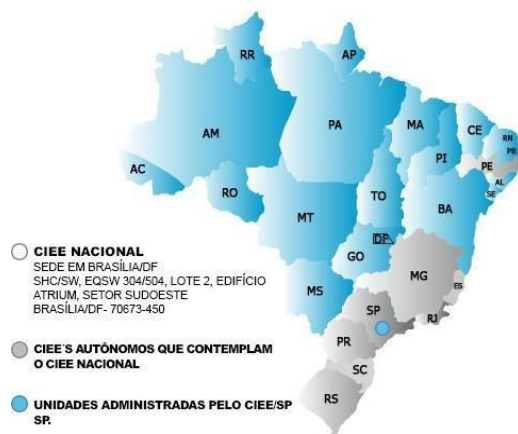 RR
AP
AM
PA
MA
CE
RN
PB
PI
PE
AL
SE
AC
RO
TO
BA
MT
DF
GO
MG
ES
MS
SP
RJ
PR
SC
RS
CIEE NACIONAL
SEDE EM BRASÍLIA/DF
SHC/SW, EQSW 304/504, LOTE 2, EDIFÍCIO
ATRIUM, SETOR SUDOESTE
BRASÍLIA/DF- 70673-450
CIEE´S AUTÔNOMOS QUE CONTEMPLAM
O CIEE NACIONAL
UNIDADES ADMINISTRADAS PELO CIEE/SP
SP.